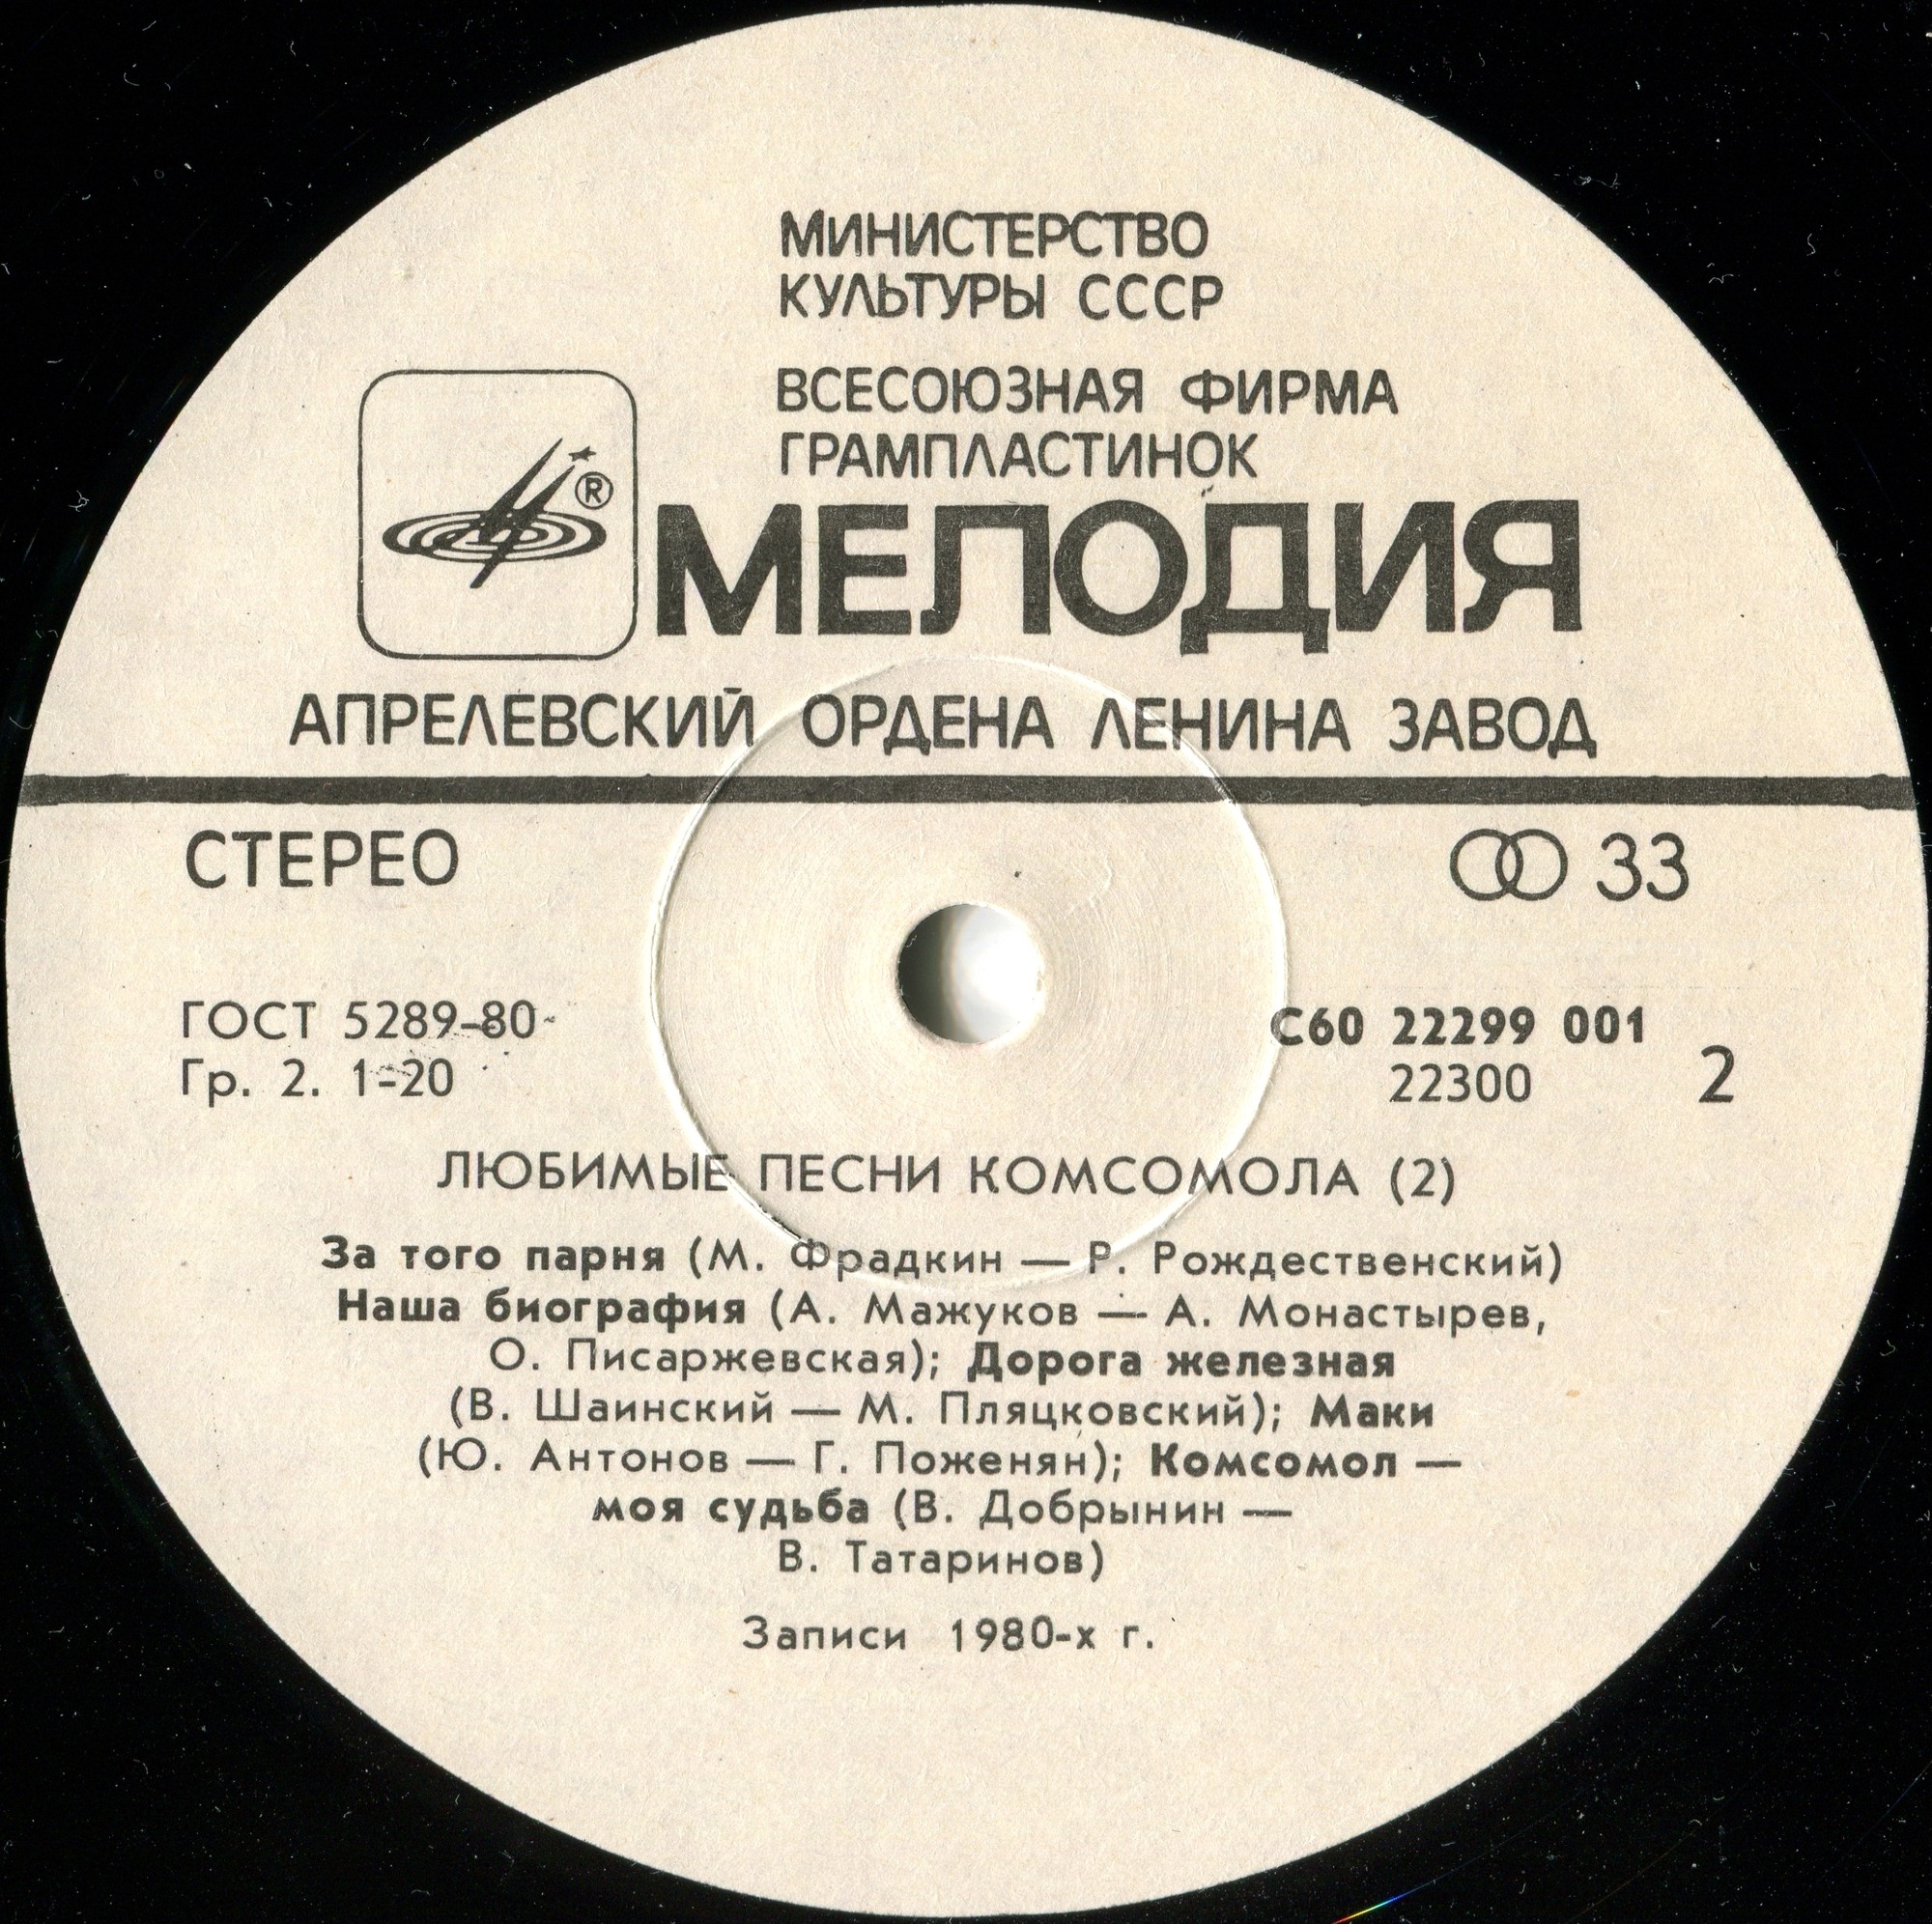 МИНИСТЕРСТВО
КУЛЬТУРЫ СССР
ВСЕСОЮЗНАЯ ФИРМА
ГРАМПЛАСТИНОК
®
МЕЛОДИЯ
АПРЕЛЕВСКИЙ ОРДЕНА ЛЕНИНА ЗАВОД
СТЕРЕО
33
ГОСТ 5289-80
Гр. 2. 1-20
С60 22299 001
22300
2
ЛЮБИМЫЕ ПЕСНИ КОМСОМОЛА (2)
За того парня (М. Фрадкин — Р. Рождественский)
Наша биография (А. Мажуков — А. Монастырев,
О. Писаржевская); Дорога железная
(В. Шаинский — М. Пляцковский); Маки
(Ю. Антонов — Г. Поженян); Комсомол —
моя судьба (В. Добрынин —
В. Татаринов)
Записи 1980-х г.